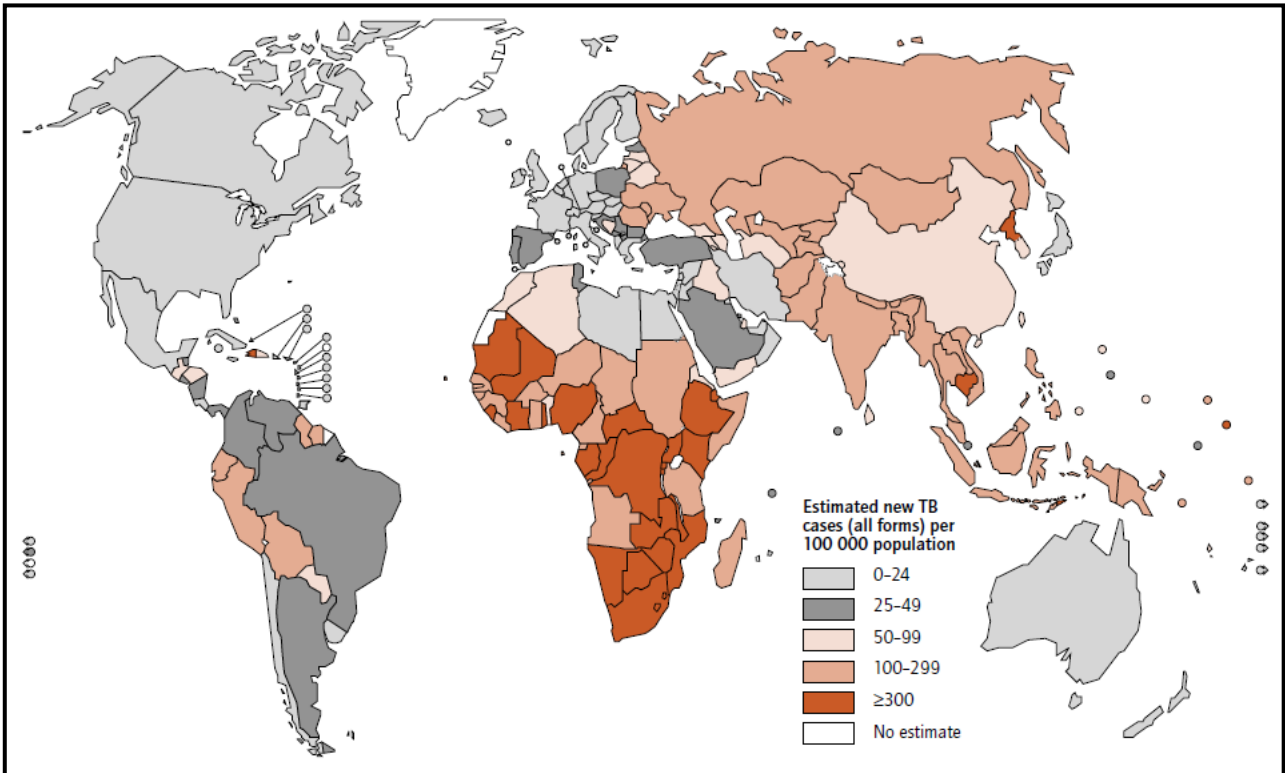 Estimated new TB
cases (all forms) per
100 000 population
0–24
25–49
50–99
100–299
≥300
No estimate